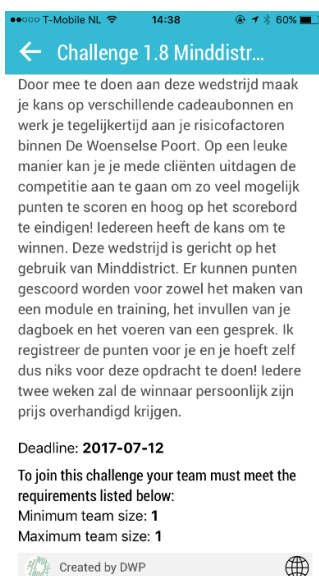 T-Mobile NL 14:38 60%
Challenge 1.8 Minddistr...
Door mee te doen aan deze wedstrijd maak
je kans op verschillende cadeaubonnen en
werk je tegelijkertijd aan je risicofactoren
binnen De Woenselse Poort. Op een leuke
manier kan je je mede cliënten uitdagen de
competitie aan te gaan om zo veel mogelijk
punten te scoren en hoog op het scorebord
te eindigen! Iedereen heeft de kans om te
winnen. Deze wedstrijd is gericht op het
gebruik van Minddistrict. Er kunnen punten
gescoord worden voor zowel het maken van
een module en training, het invullen van je
dagboek en het voeren van een gesprek. Ik
registreer de punten voor je en je hoeft zelf
dus niks voor deze opdracht te doen! Iedere
twee weken zal de winnaar persoonlijk zijn
prijs overhandigd krijgen.
Deadline: 2017-07-12
To join this challenge your team must meet the
requirements listed below:
Minimum team size: 1
Maximum team size: 1
Created by DWP